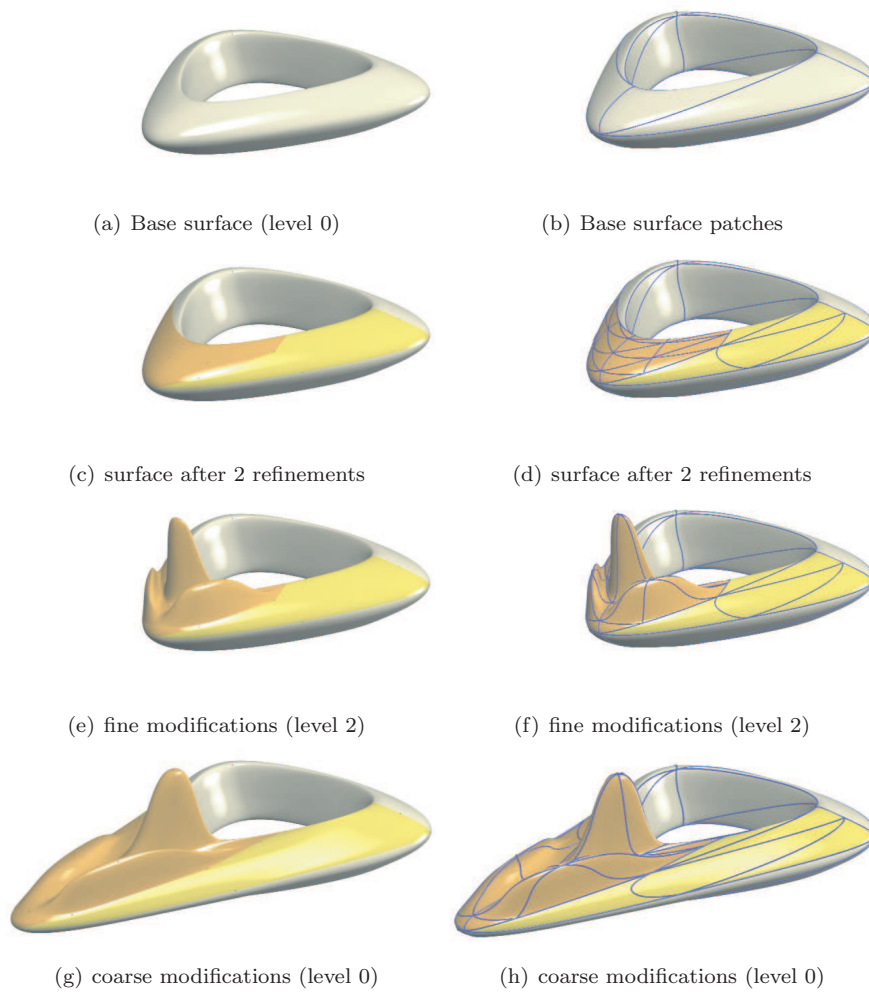 (a) Base surface (level 0)
(b) Base surface patches
(c) surface after 2 refinements
(d) surface after 2 refinements
(e) fine modifications (level 2)
(f) fine modifications (level 2)
(g) coarse modifications (level 0)
(h) coarse modifications (level 0)